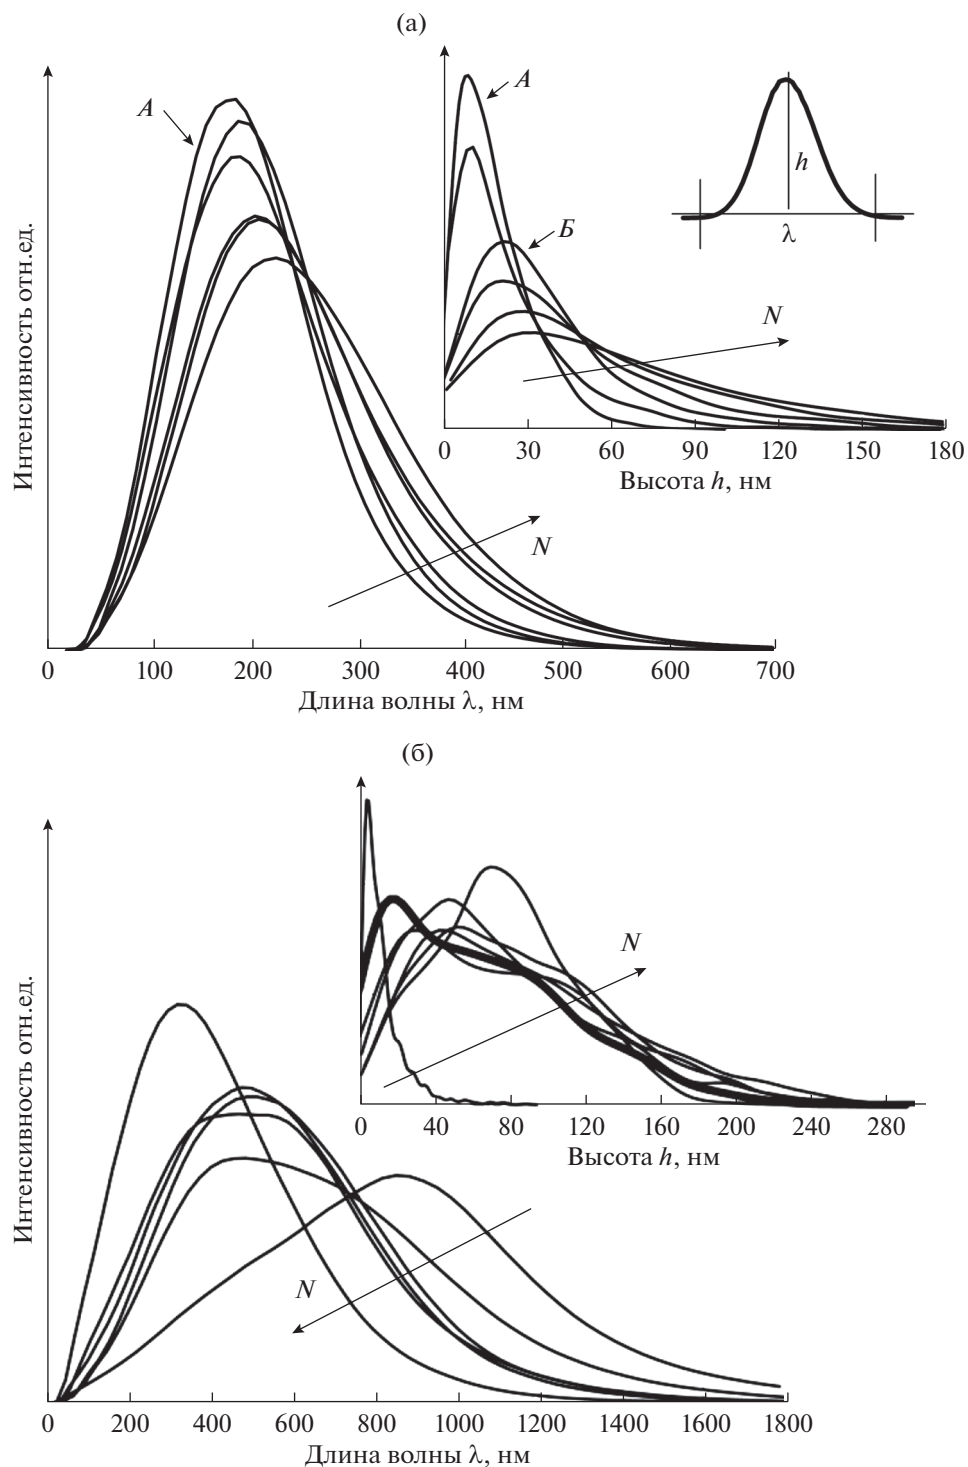 (а)
А
Интенсивность отн.ед.
N
0 100 200 300 400 500 600 700
Длина волны λ, нм
А
Б
N
0 30 60 90 120 150 180
Высота h, нм
h
λ
(б)
Интенсивность отн.ед.
N
0 200 400 600 800 1000 1200 1400 1600 1800
Длина волны λ, нм
N
0 40 80 120 160 200 240 280
Высота h, нм